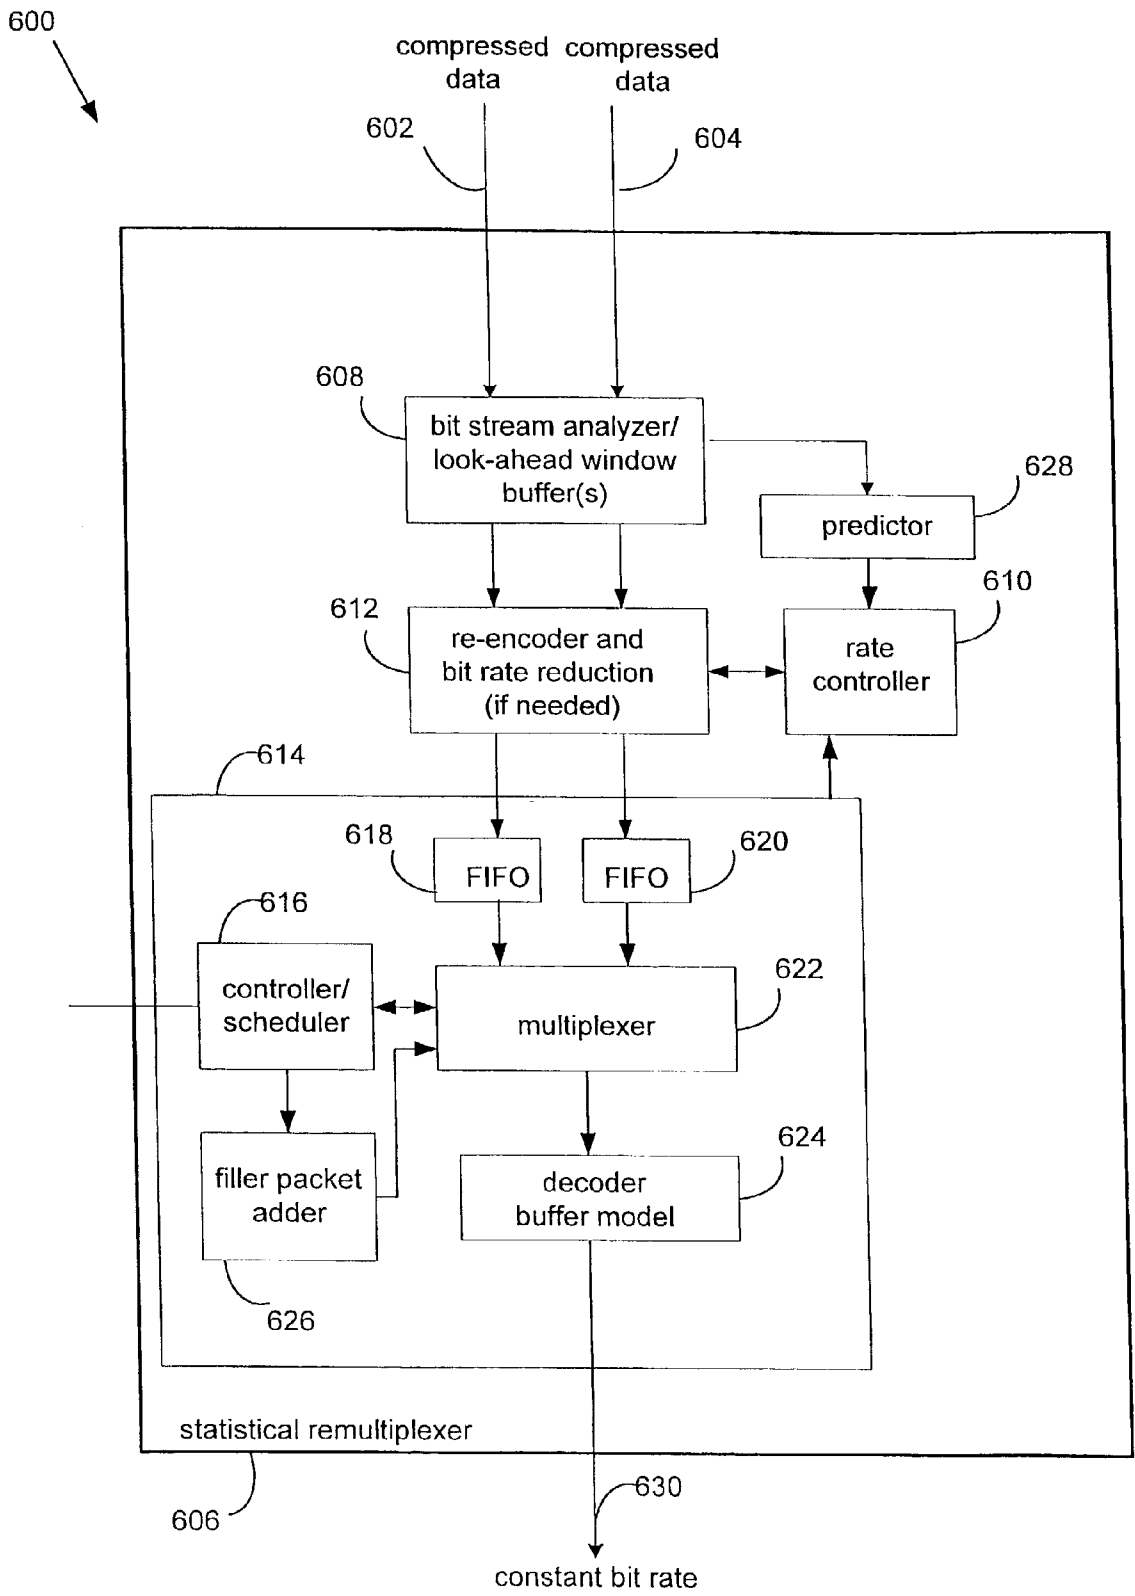 600
compressed
data
compressed
data
602
604
608
bit stream analyzer/
look-ahead window
buffer(s)
628
predictor
612
re-encoder and
bit rate reduction
(if needed)
610
rate
controller
614
618
FIFO
FIFO
620
616
controller/
scheduler
multiplexer
622
filler packet
adder
decoder
buffer model
624
626
statistical remultiplexer
606
630
constant bit rate